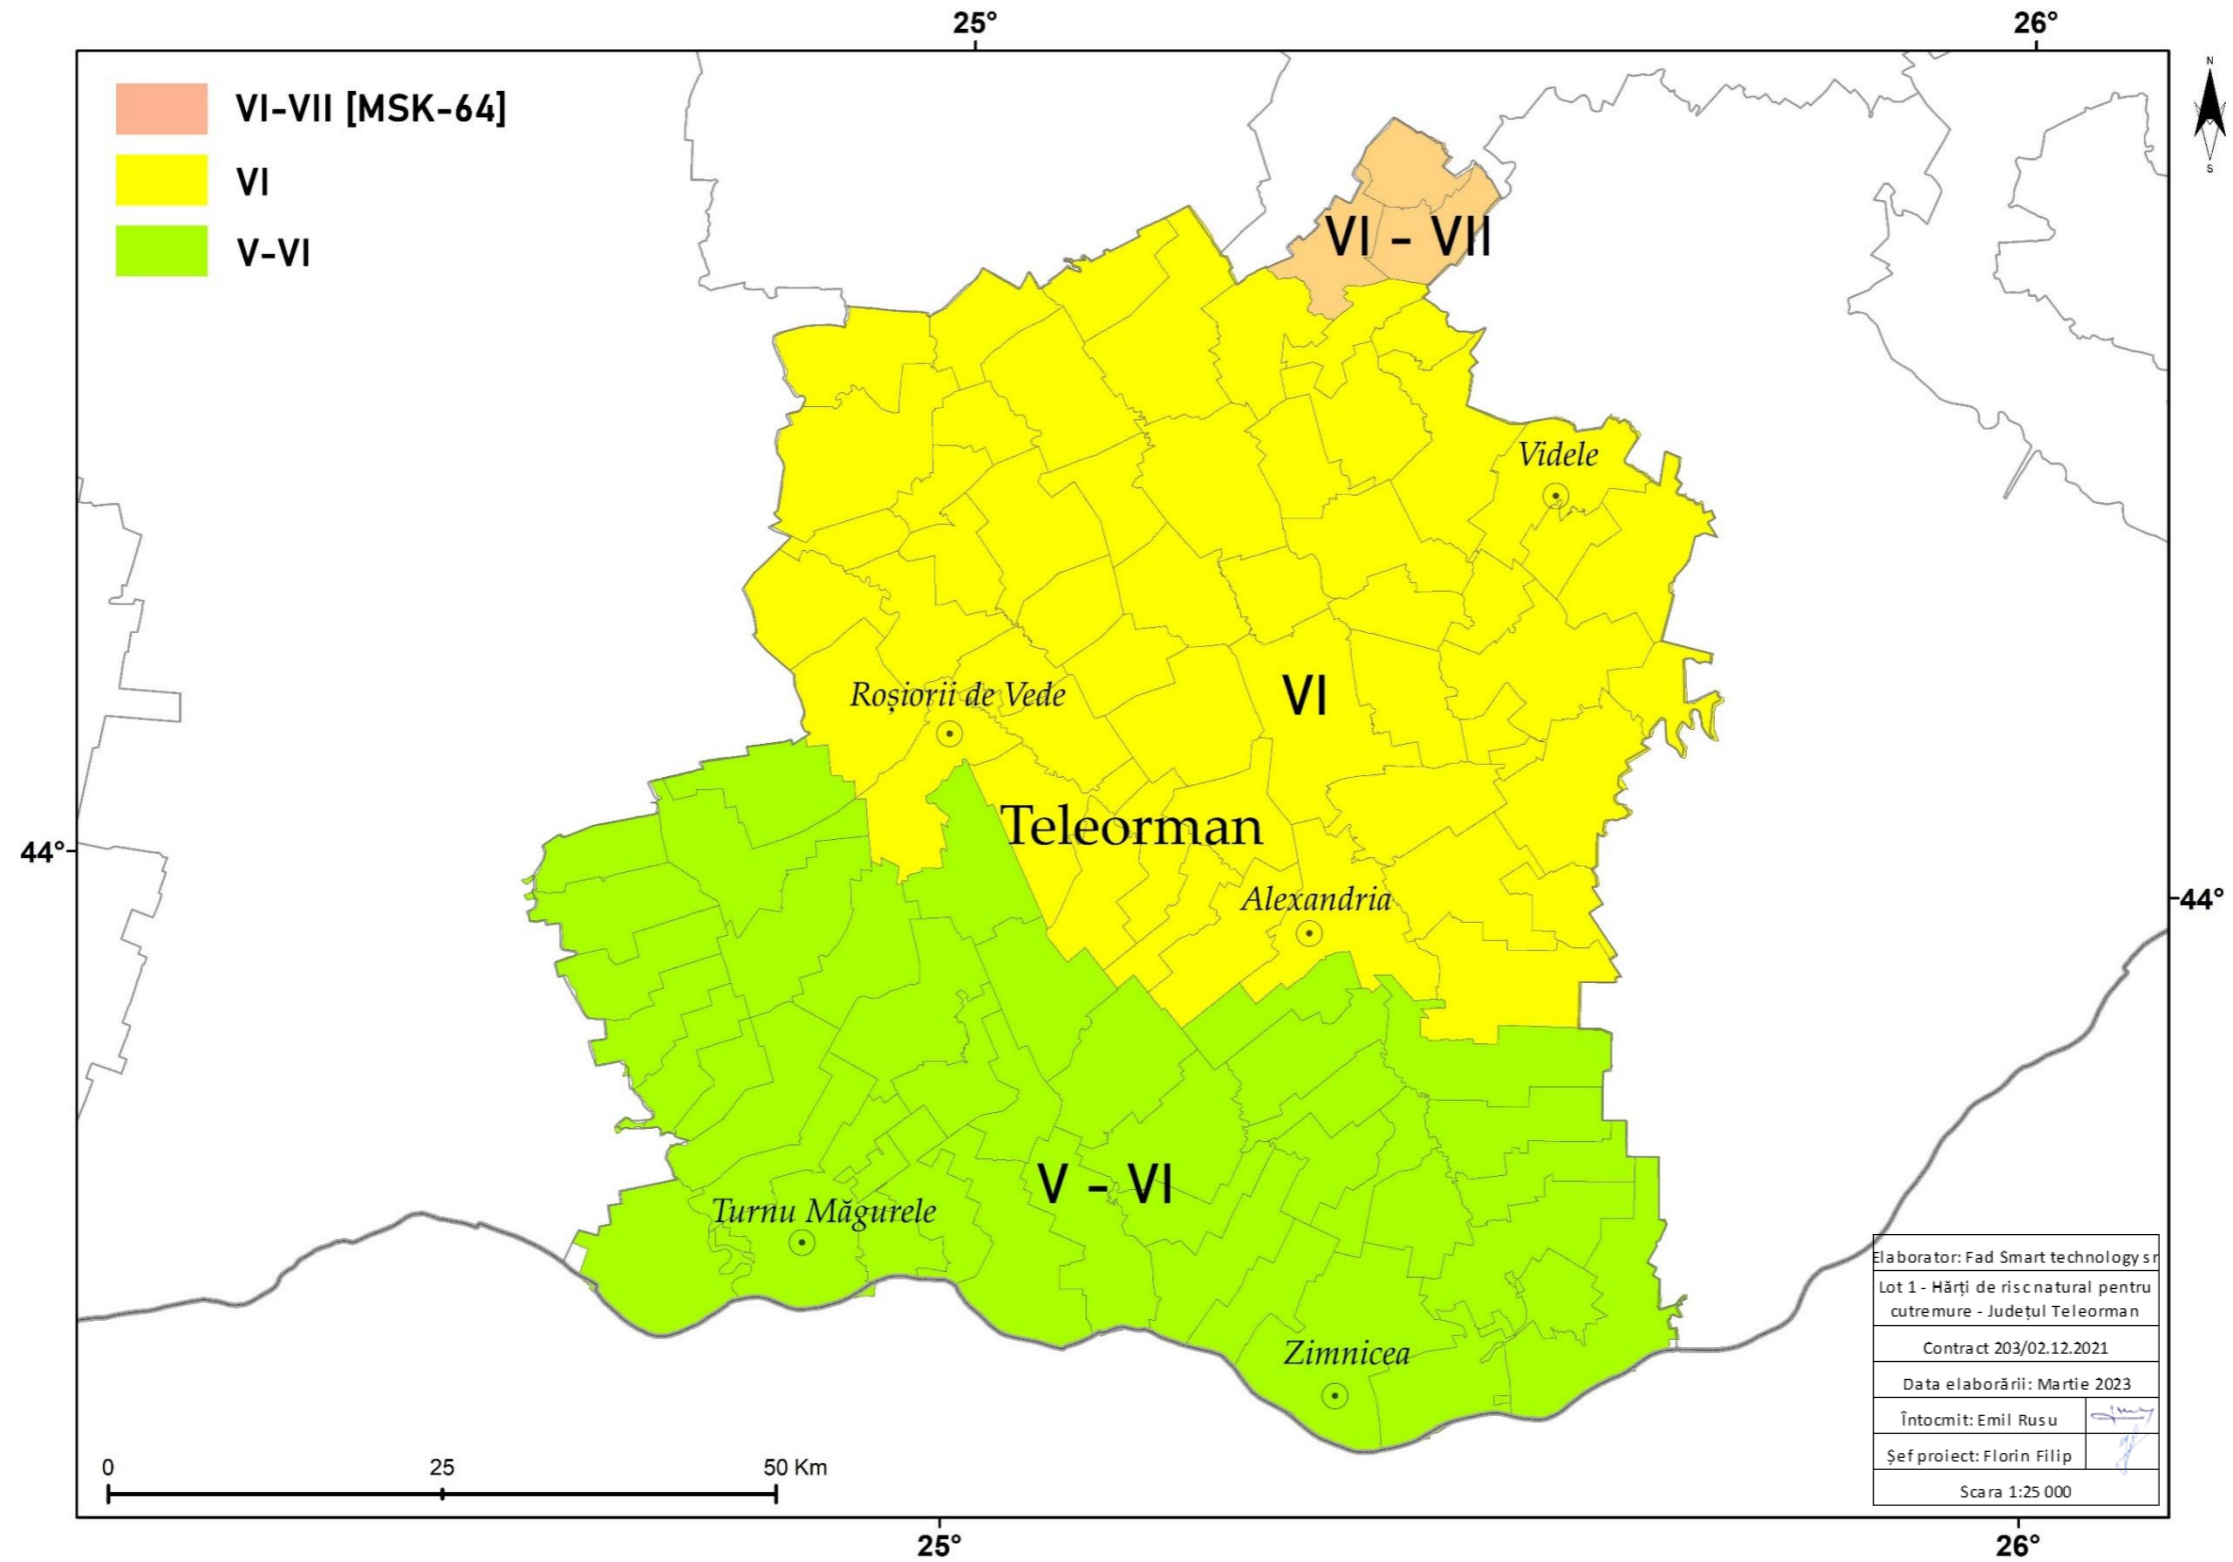 25°
26°
N
S
VI-VII [MSK-64]
VI
V-VI
VI - VII
Videle
Roșiorii de Vede
VI
Teleorman
44°
Alexandria
44°
V - VI
Turnu Măgurele
Zimnicea
Elaborator: Fad Smart technology sr
Lot 1 - Hărți de risc natural pentru
cutremure - Județul Teleorman
Contract 203/02.12.2021
Data elaborării: Martie 2023
Întocmit: Emil Rusu
Șef proiect: Florin Filip
Scara 1:25 000
0
25
50 Km
25°
26°